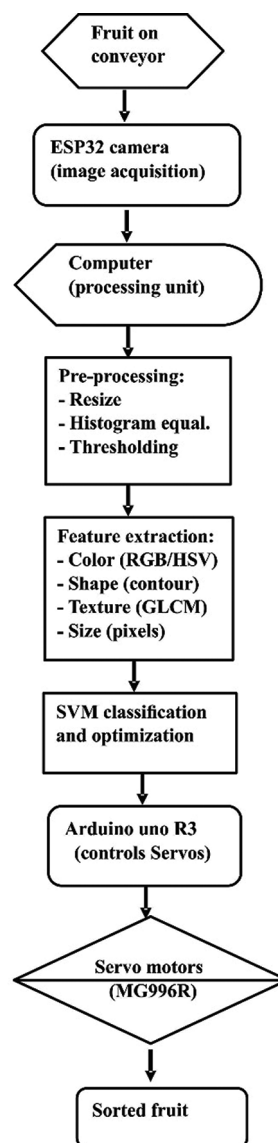 Fruit on
conveyor
ESP32 camera
(image acquisition)
Computer
(processing unit)
Pre-processing:
- Resize
- Histogram equal.
- Thresholding
Feature extraction:
- Color (RGB/HSV)
- Shape (contour)
- Texture (GLCM)
- Size (pixels)
SVM classification
and optimization
Arduino uno R3
(controls Servos)
Servo motors
(MG996R)
Sorted fruit